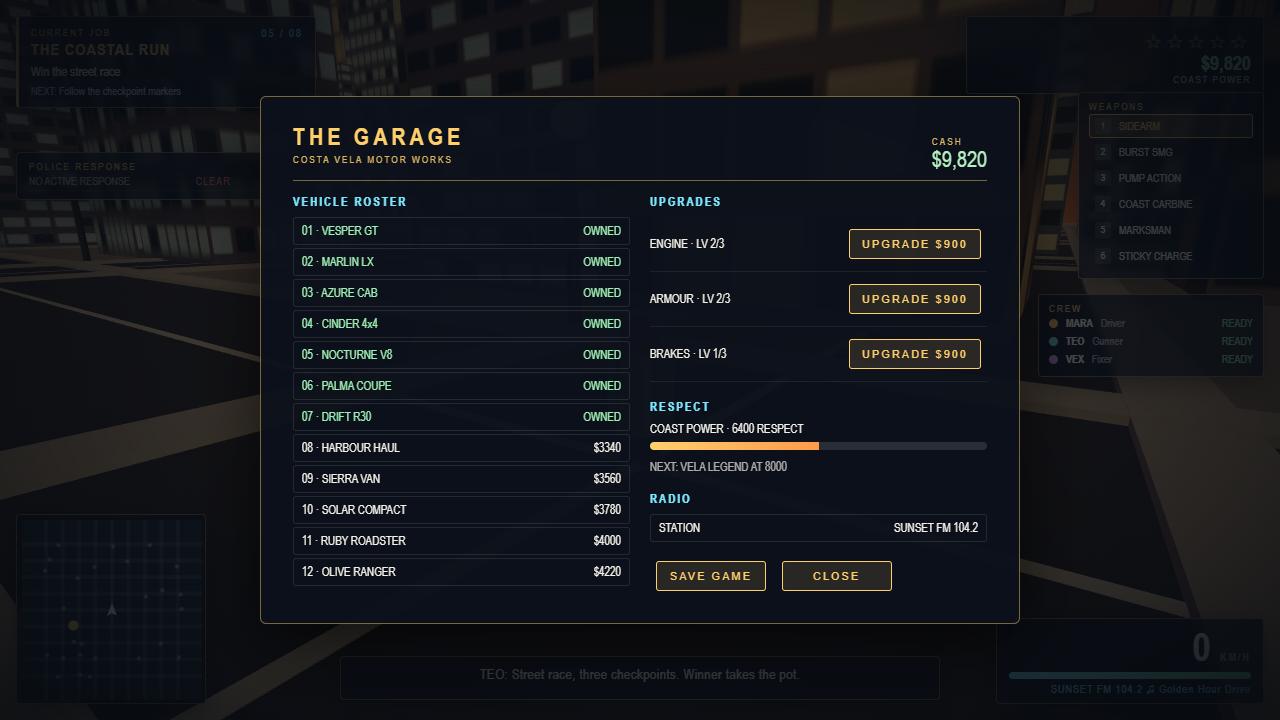 CURRENT JOB 05 / 08
THE COASTAL RUN
Win the street race
NEXT: Follow the checkpoint markers
POLICE RESPONSE
NO ACTIVE RESPONSE CLEAR
☆☆☆☆☆
$9,820
COAST POWER
THE GARAGE
COSTA VELA MOTOR WORKS
CASH
$9,820
VEHICLE ROSTER
01 · VESPER GT OWNED
02 · MARLIN LX OWNED
03 · AZURE CAB OWNED
04 · CINDER 4x4 OWNED
05 · NOCTURNE V8 OWNED
06 · PALMA COUPE OWNED
07 · DRIFT R30 OWNED
08 · HARBOUR HAUL $3340
09 · SIERRA VAN $3560
10 · SOLAR COMPACT $3780
11 · RUBY ROADSTER $4000
12 · OLIVE RANGER $4220
UPGRADES
ENGINE · LV 2/3 UPGRADE $900
ARMOUR · LV 2/3 UPGRADE $900
BRAKES · LV 1/3 UPGRADE $900
RESPECT
COAST POWER · 6400 RESPECT
NEXT: VELA LEGEND AT 8000
RADIO
STATION SUNSET FM 104.2
SAVE GAME CLOSE
WEAPONS
1 SIDEARM
2 BURST SMG
3 PUMP ACTION
4 COAST CARBINE
5 MARKSMAN
6 STICKY CHARGE
CREW
MARA Driver READY
TEO Gunner READY
VEX Fixer READY
TEO: Street race, three checkpoints. Winner takes the pot.
0 KM/H
SUNSET FM 104.2 ♫ Golden Hour Drive